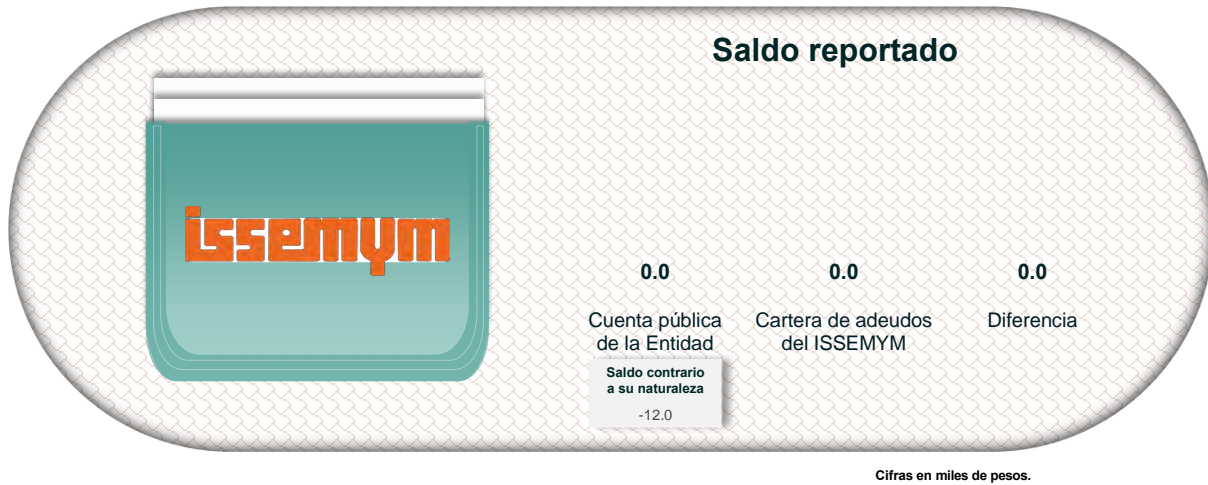 Saldo reportado
issemym
0.0
0.0
0.0
Cuenta pública
de la Entidad
Cartera de adeudos
del ISSEMYM
Diferencia
Saldo contrario
a su naturaleza
-12.0
Cifras en miles de pesos.